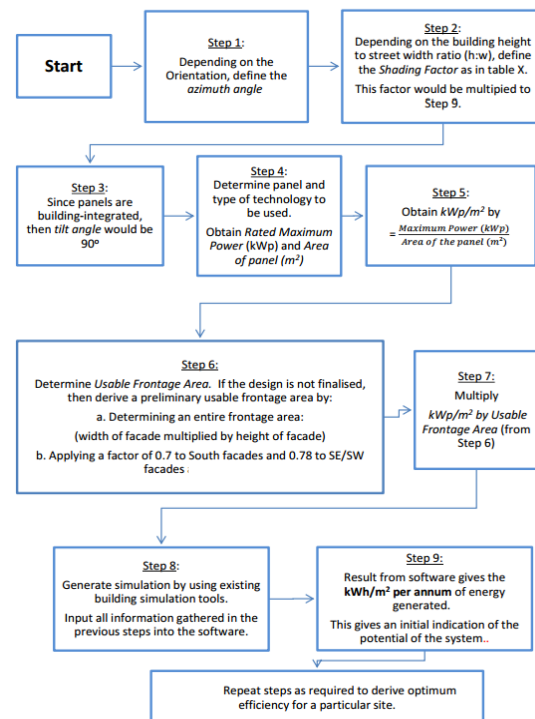 Start
Step 1:
Depending on the
Orientation, define the
azimuth angle
Step 2:
Depending on the building height
to street width ratio (h:w), define
the Shading Factor as in table X.
This factor would be multipied to
Step 9.
Step 3:
Since panels are
building-integrated,
then tilt angle would be
90°
Step 4:
Determine panel and
type of technology to
be used.
Obtain Rated Maximum
Power (kWp) and Area
of panel (m²)
Step 5:
Obtain kWp/m² by
= Maximum Power (kWp)
Area of the panel (m²)
Step 6:
Determine Usable Frontage Area. If the design is not finalised,
then derive a preliminary usable frontage area by:
a. Determining an entire frontage area:
(width of facade multiplied by height of facade)
b. Applying a factor of 0.7 to South facades and 0.78 to SE/SW
facades
Step 7:
Multiply
kWp/m² by Usable
Frontage Area (from
Step 6)
Step 8:
Generate simulation by using existing
building simulation tools.
Input all information gathered in the
previous steps into the software.
Step 9:
Result from software gives the
kWh/m² per annum of energy
generated.
This gives an initial indication of the
potential of the system..
Repeat steps as required to derive optimum
efficiency for a particular site.